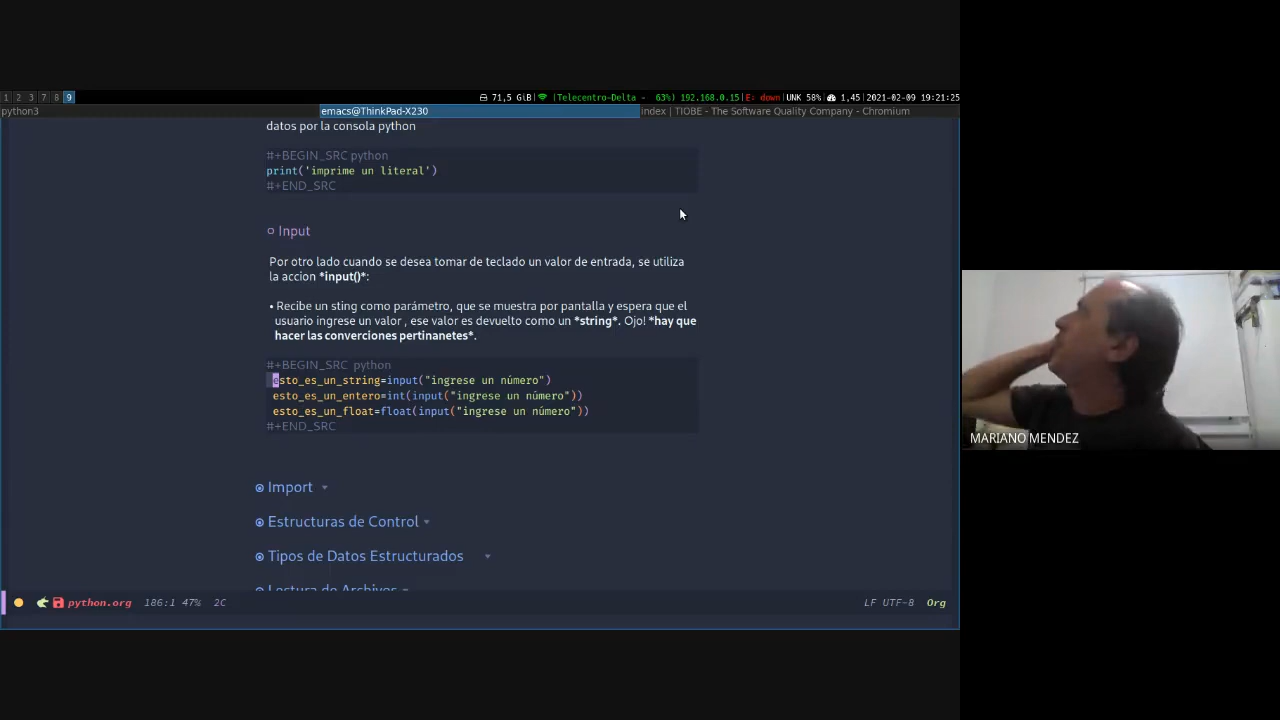 1 2 3 7 8 9
71,5 GiB| |Telecentro-Delta - 63%) 192.168.0.15|E: down|UNK 58%| 1,45|2021-02-09 19:21:25
python3 emacs@ThinkPad-X230 index | TIOBE - The Software Quality Company - Chromium
datos por la consola python
#+BEGIN_SRC python
print('imprime un literal')
#+END_SRC
Input
Por otro lado cuando se desea tomar de teclado un valor de entrada, se utiliza
la accion *input()*:
• Recibe un sting como parámetro, que se muestra por pantalla y espera que el
usuario ingrese un valor , ese valor es devuelto como un *string*. Ojo! *hay que
hacer las converciones pertinanetes*.
#+BEGIN_SRC python
esto_es_un_string=input("ingrese un número")
esto_es_un_entero=int(input("ingrese un número"))
esto_es_un_float=float(input("ingrese un número"))
#+END_SRC
MARIANO MENDEZ
Import
Estructuras de Control
Tipos de Datos Estructurados
Lectura de Archivos
python.org 186:1 47% 2C LF UTF-8 Org